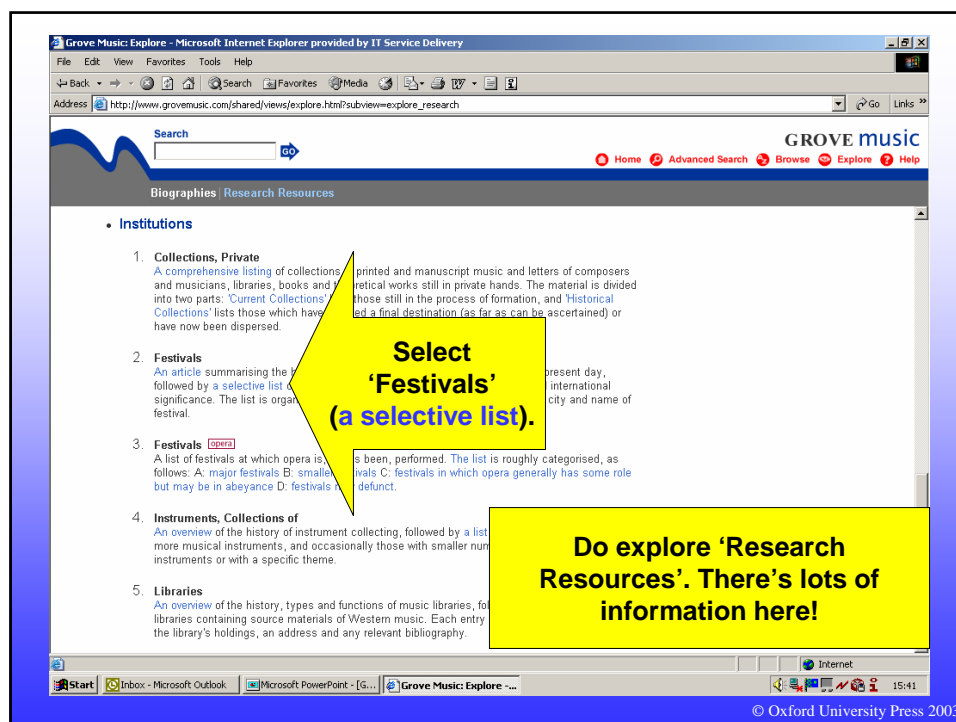 Grove Music: Explore - Microsoft Internet Explorer provided by IT Service Delivery
File Edit View Favorites Tools Help
Back Search Favorites Media
Address http://www.grovemusic.com/shared/views/explore.html?subview=explore_research Go Links »
Search
GO
GROVE music
Home Advanced Search Browse Explore Help
Biographies | Research Resources
• Institutions
1. Collections, Private
A comprehensive listing of collections printed and manuscript music and letters of composers
and musicians, libraries, books and works still in private hands. The material is divided
into two parts: 'Current Collections' those still in the process of formation, and 'Historical
Collections' lists those which have a final destination (as far as can be ascertained) or
have now been dispersed.
2. Festivals
An article summarising the present day,
followed by a selective list international
significance. The list is city and name of
festival.
3. Festivals opera
A list of festivals at which opera is, been, performed. The list is roughly categorised, as
follows: A: major festivals B: C: festivals in which opera generally has some role
but may be in abeyance D: festivals defunct.
4. Instruments, Collections of
An overview of the history of instrument collecting, followed by a list
more musical instruments, and occasionally those with smaller
instruments or with a specific theme.
5. Libraries
An overview of the history, types and functions of music libraries,
libraries containing source materials of Western music. Each entry
the library's holdings, an address and any relevant bibliography.
Select
‘Festivals’
(a selective list).
Do explore ‘Research
Resources’. There’s lots of
information here!
Internet
Start Inbox - Microsoft Outlook Microsoft PowerPoint - [G... Grove Music: Explore -... 15:41
© Oxford University Press 2003